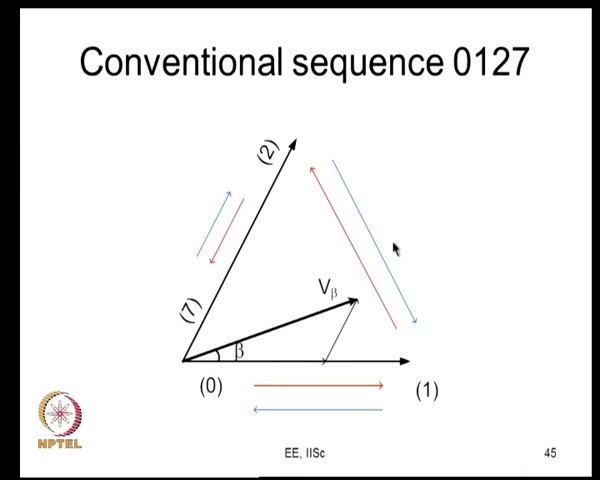 Conventional sequence 0127
(2)
(7)
Vβ
β
(0)
(1)
NPTEL
EE, IISc
45